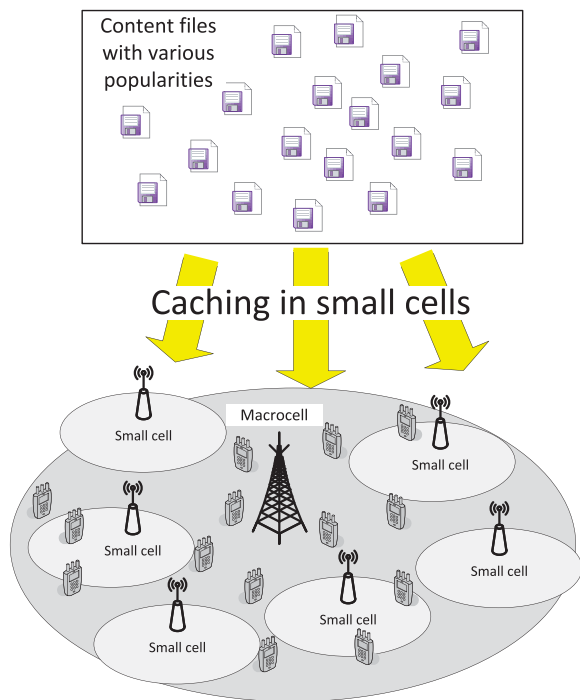 Content files
with various
popularities
Caching in small cells
Macrocell
Small cell
Small cell
Small cell
Small cell
Small cell
Small cell